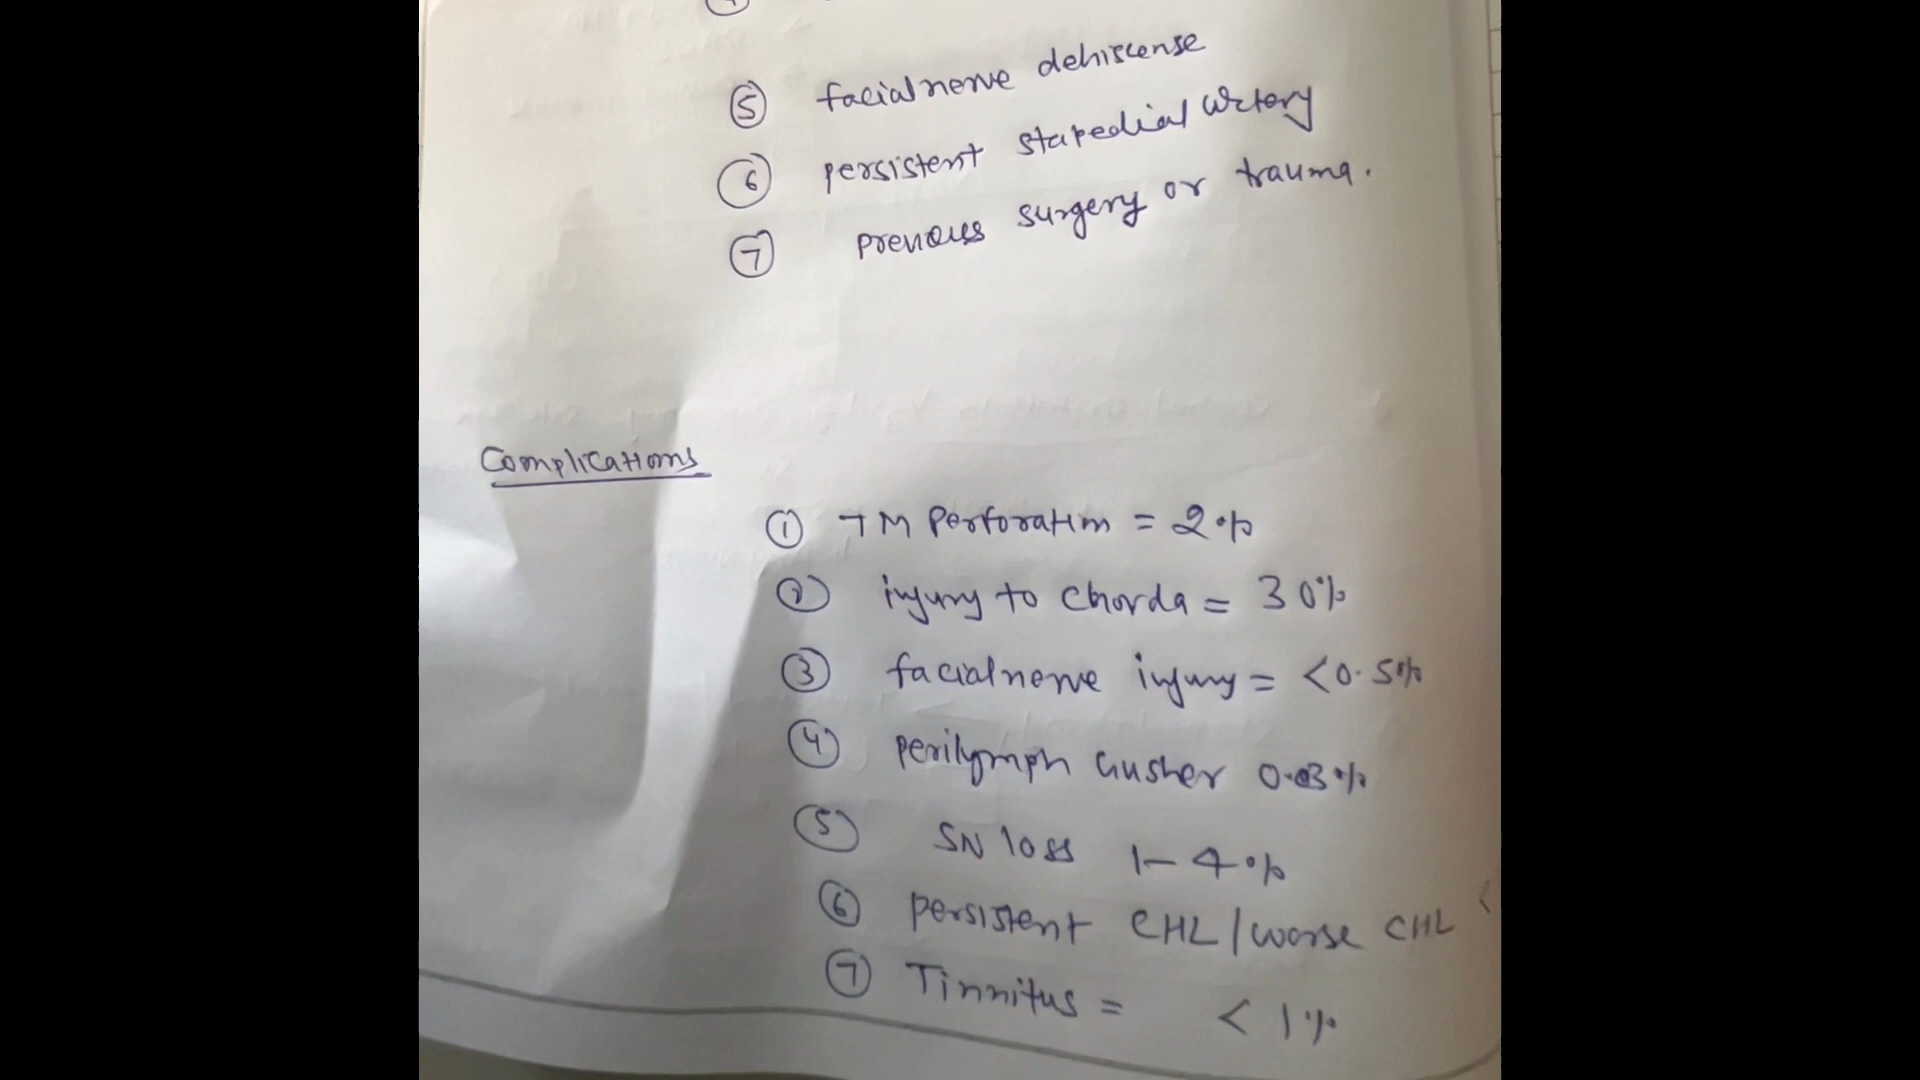 ⑤ facial nerve dehiscense
⑥ persistent stapedial artery
⑦ previous surgery or trauma.
Complications
① TM Perforation = 2%
② injury to chorda = 30%
③ facial nerve injury = <0.5%
④ perilymph Gusher 0.03%
⑤ SN loss 1-4%
⑥ persistent CHL/worse CHL <
⑦ Tinnitus = < 1%